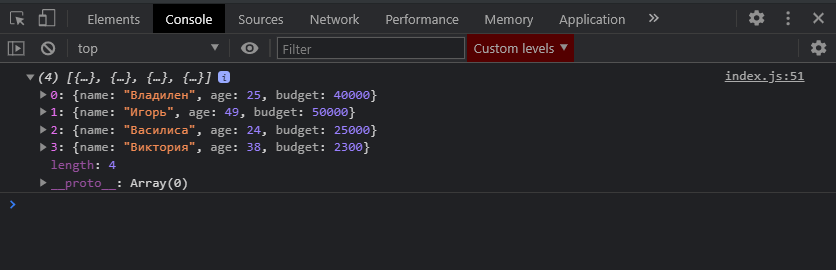 Elements Console Sources Network Performance Memory Application »
top Filter Custom levels
(4) [{…}, {…}, {…}, {…}] i index.js:51
0: {name: "Владилен", age: 25, budget: 40000}
1: {name: "Игорь", age: 49, budget: 50000}
2: {name: "Василиса", age: 24, budget: 25000}
3: {name: "Виктория", age: 38, budget: 2300}
length: 4
__proto__: Array(0)